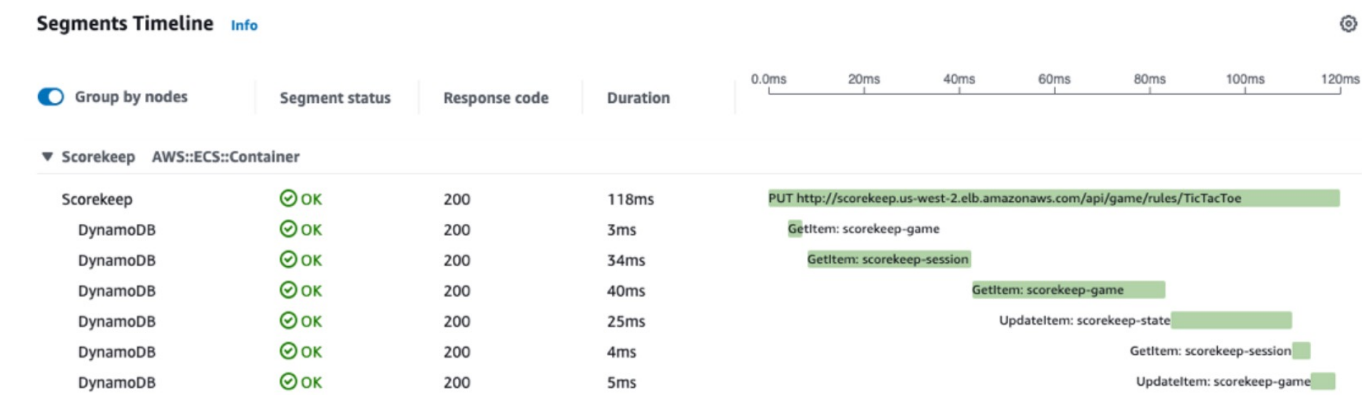 Segments Timeline Info
Group by nodes Segment status Response code Duration 0.0ms 20ms 40ms 60ms 80ms 100ms 120ms
Scorekeep AWS::ECS::Container
Scorekeep OK 200 118ms PUT http://scorekeep.us-west-2.elb.amazonaws.com/api/game/rules/TicTacToe
DynamoDB OK 200 3ms GetItem: scorekeep-game
DynamoDB OK 200 34ms GetItem: scorekeep-session
DynamoDB OK 200 40ms GetItem: scorekeep-game
DynamoDB OK 200 25ms UpdateItem: scorekeep-state
DynamoDB OK 200 4ms GetItem: scorekeep-session
DynamoDB OK 200 5ms UpdateItem: scorekeep-game